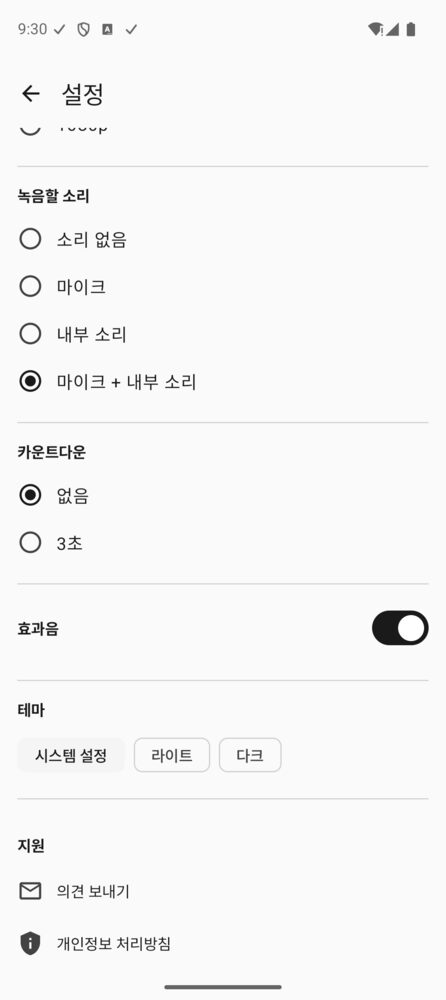 9:30
설정
녹음할 소리
소리 없음
마이크
내부 소리
마이크 + 내부 소리
카운트다운
없음
3초
효과음
테마
시스템 설정
라이트
다크
지원
의견 보내기
개인정보 처리방침